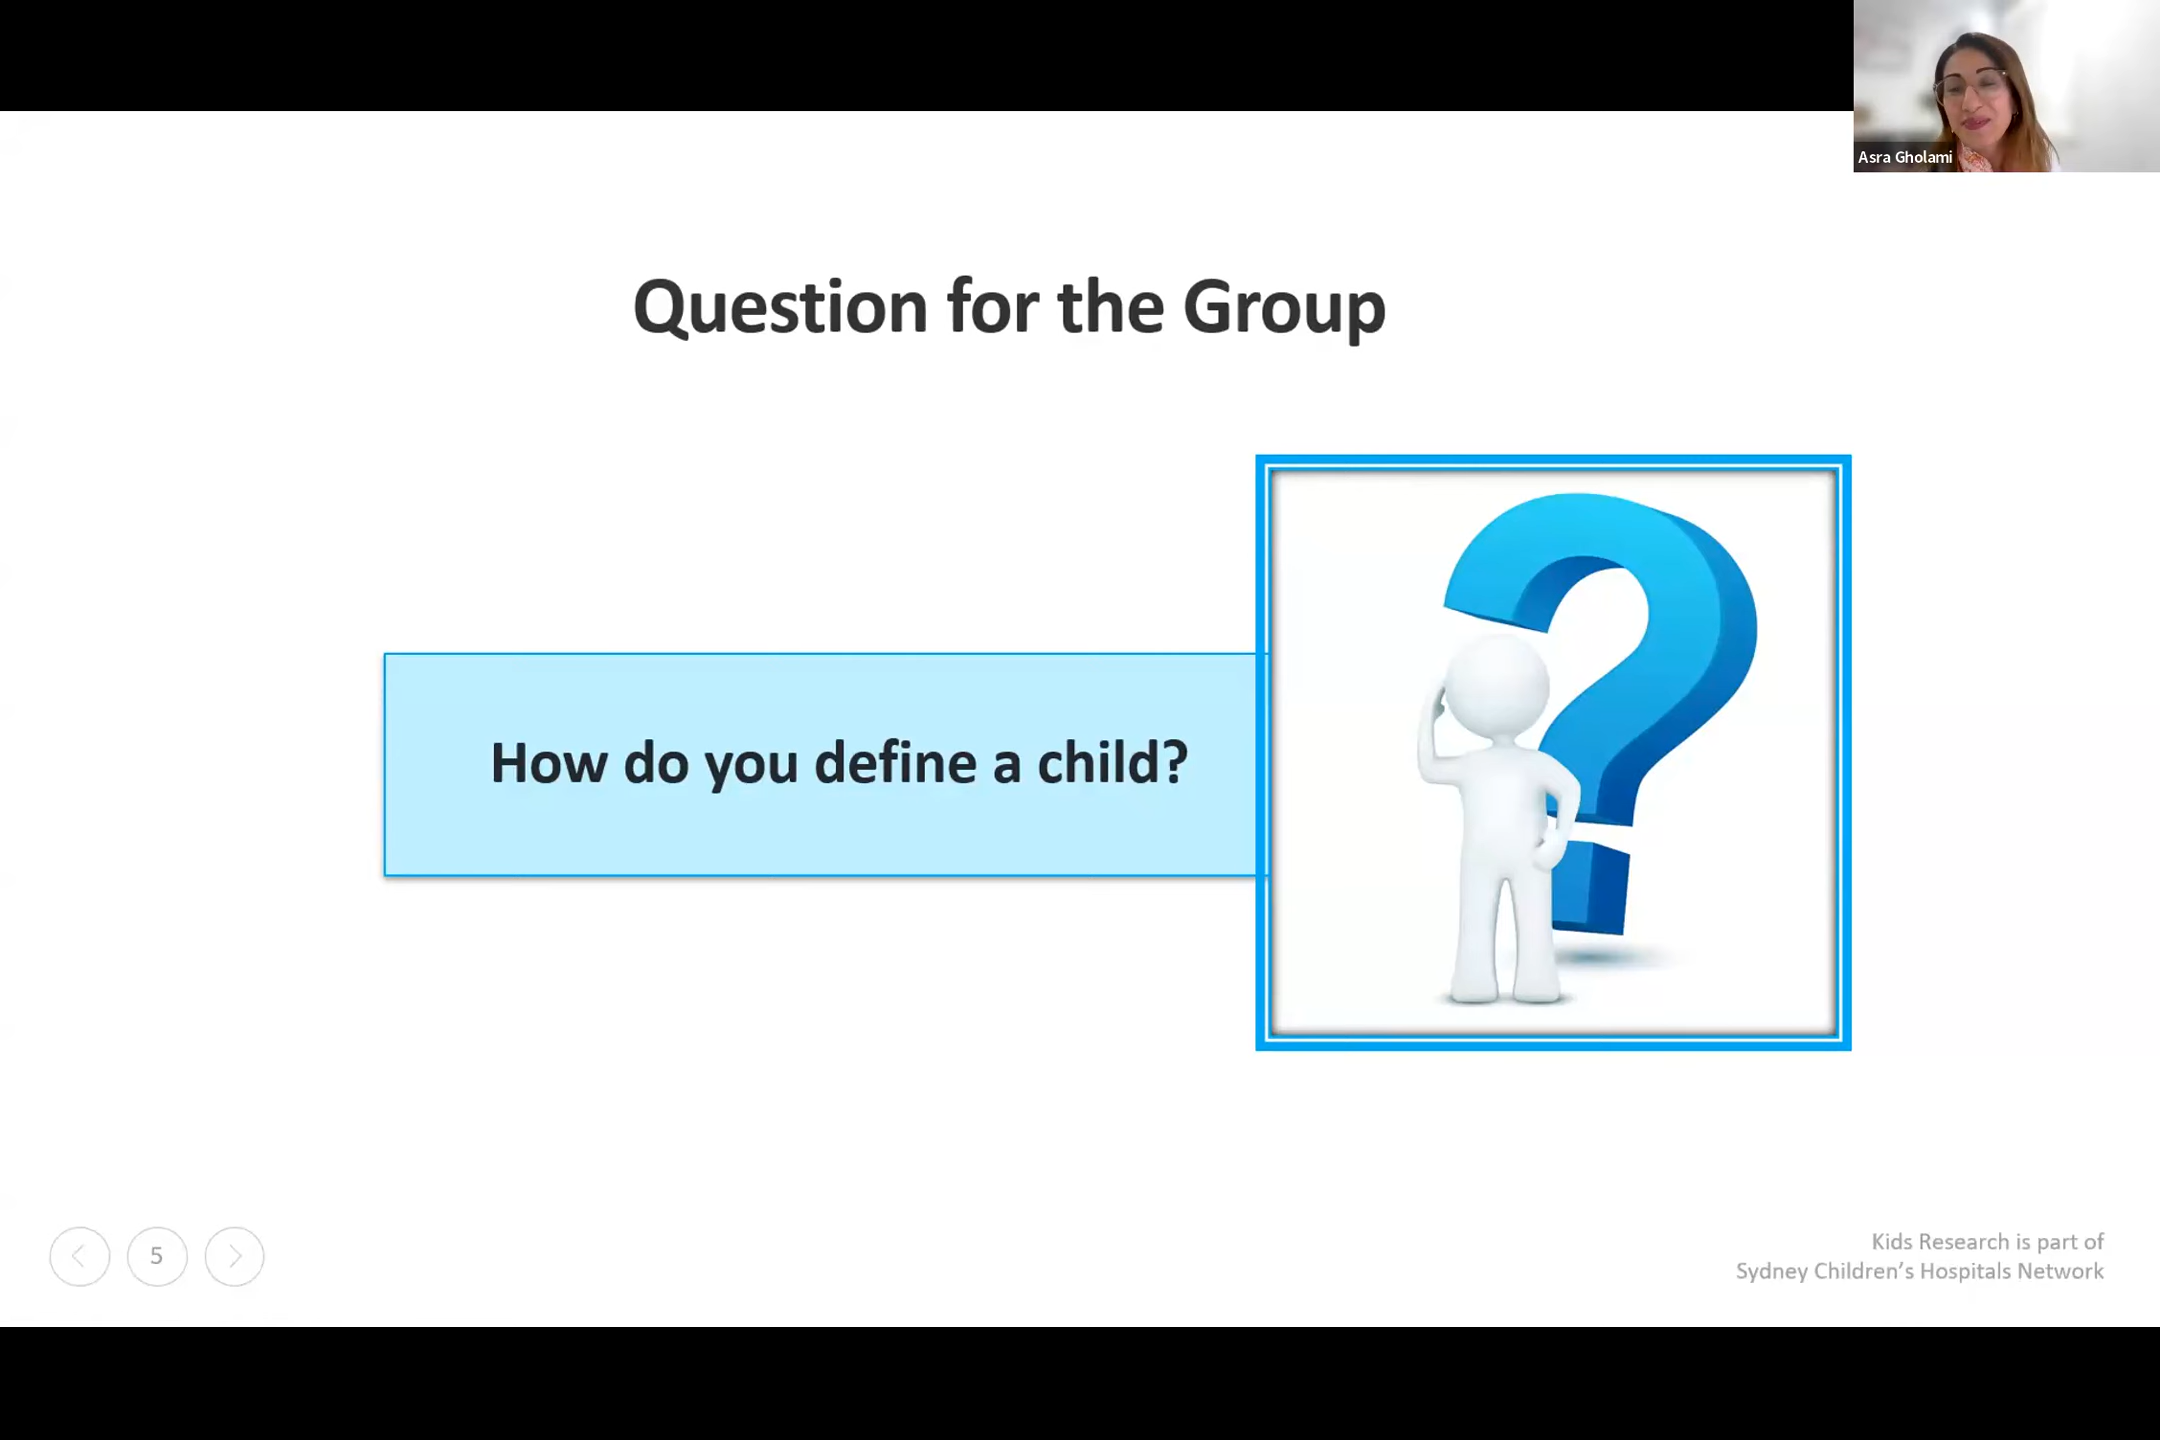 Asra Gholami
Question for the Group
How do you define a child?
5
Kids Research is part of
Sydney Children’s Hospitals Network